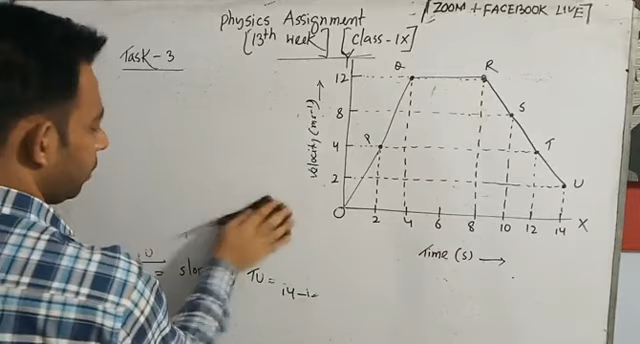 Physics Assignment
[13th week] [Class-IX]
[ZOOM + FACEBOOK LIVE]
Task-3
Y
velocity (ms⁻¹) →
12
8
4
2
O
Q
R
S
P
T
U
2 4 6 8 10 12 14 X
Time (s) →
U
= slo
TU =
14-1